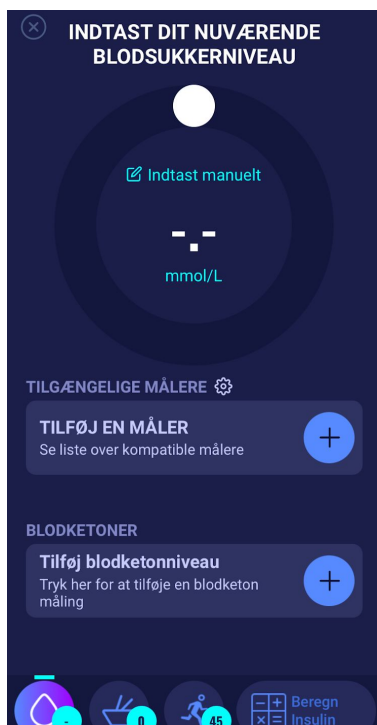 INDTAST DIT NUVÆRENDE
BLODSUKKERNIVEAU
Indtast manuelt
-.-
mmol/L
TILGÆNGELIGE MÅLERE
TILFØJ EN MÅLER
Se liste over kompatible målere
BLODKETONER
Tilføj blodketonniveau
Tryk her for at tilføje en blodketon
måling
- 0 45 Beregn
Insulin